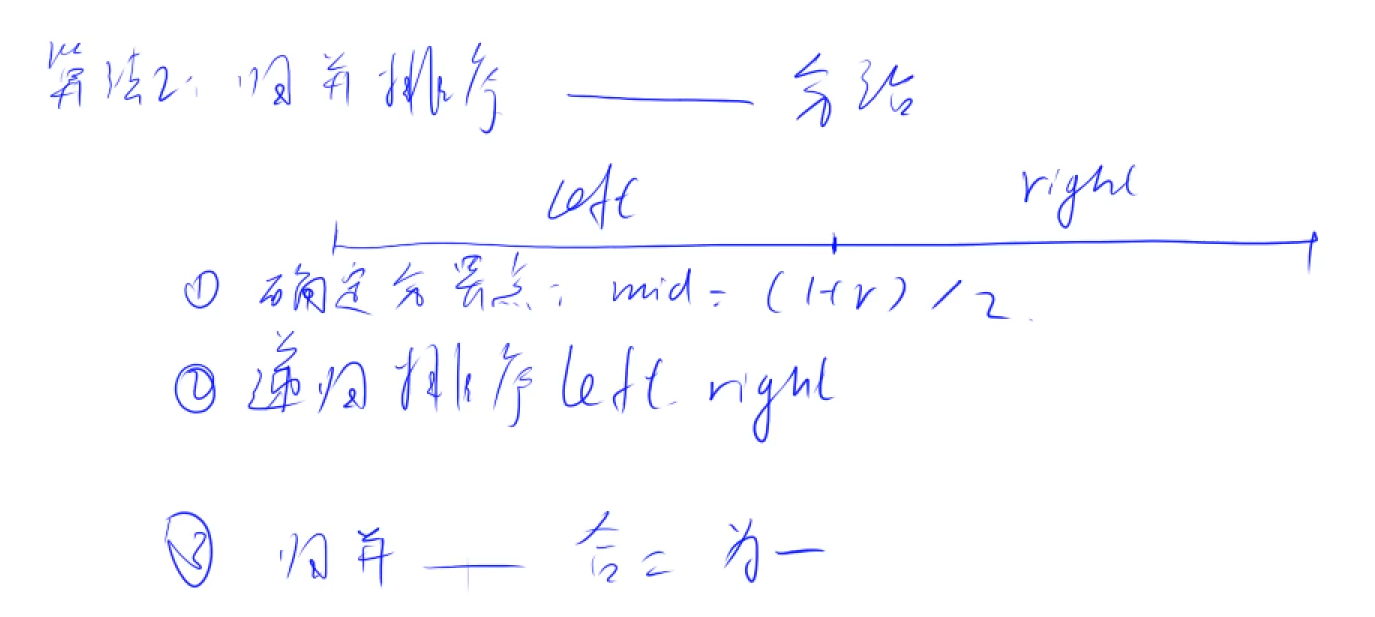 算法2：归并排序 —— 分治
left right
① 确定分界点：mid = (l+r) / 2.
② 递归排序 left. right
③ 归并 —— 合二为一